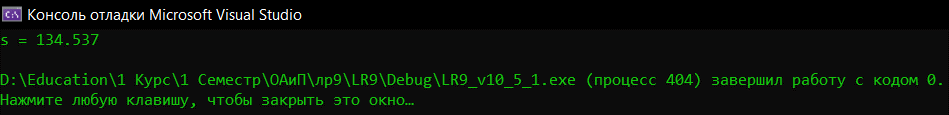 Консоль отладки Microsoft Visual Studio
s = 134.537
D:\Education\1 Курс\1 Семестр\ОАиП\лр9\LR9\Debug\LR9_v10_5_1.exe (процесс 404) завершил работу с кодом 0.
Нажмите любую клавишу, чтобы закрыть это окно…